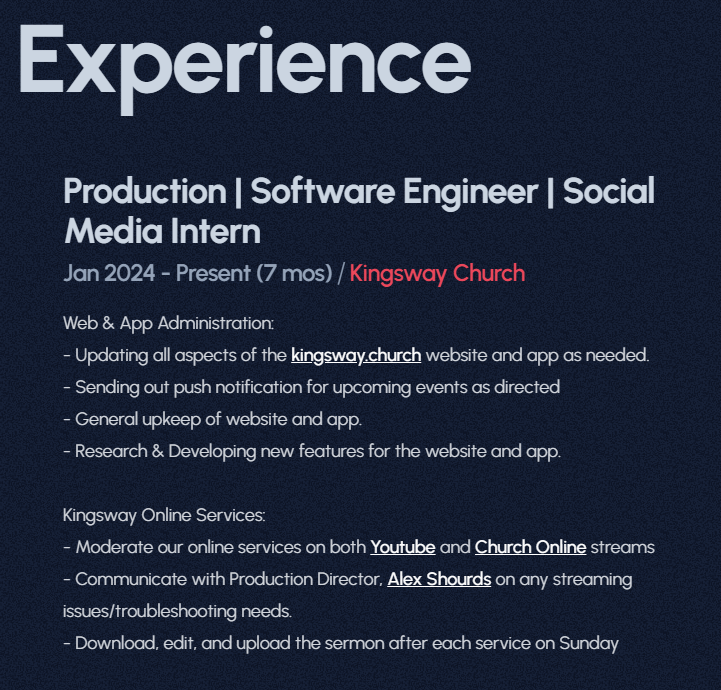 Experience
Production | Software Engineer | Social
Media Intern
Jan 2024 - Present (7 mos) / Kingsway Church
Web & App Administration:
- Updating all aspects of the kingsway.church website and app as needed.
- Sending out push notification for upcoming events as directed
- General upkeep of website and app.
- Research & Developing new features for the website and app.
Kingsway Online Services:
- Moderate our online services on both Youtube and Church Online streams
- Communicate with Production Director, Alex Shourds on any streaming
issues/troubleshooting needs.
- Download, edit, and upload the sermon after each service on Sunday